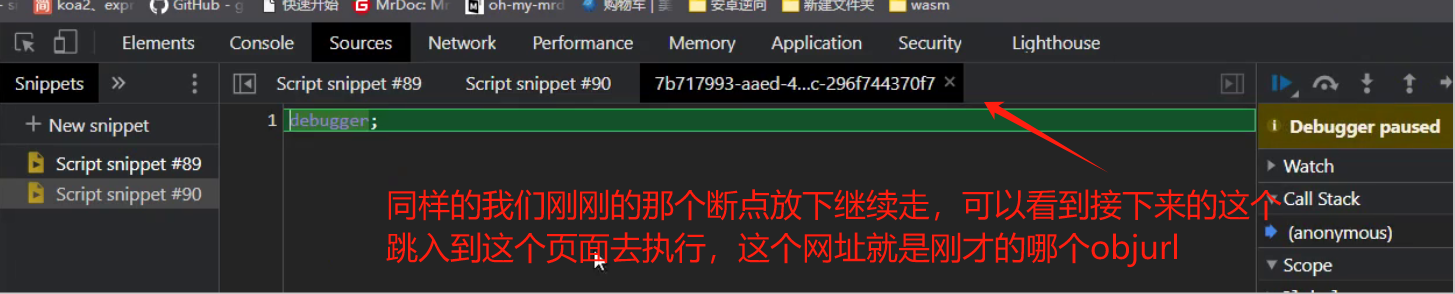 koa2、expr
GitHub - g
快速开始
MrDoc: Mr
oh-my-mrd
购物车 | 美
安卓逆向
新建文件夹
wasm
Elements Console Sources Network Performance Memory Application Security Lighthouse
Snippets » Script snippet #89 Script snippet #90 7b717993-aaed-4...c-296f744370f7 ×
+ New snippet
1 debugger;
Debugger paused
Script snippet #89
Watch
Script snippet #90
同样的我们刚刚的那个断点放下继续走，可以看到接下来的这个
Call Stack
(anonymous)
跳入到这个页面去执行，这个网址就是刚才的哪个objurl
Scope